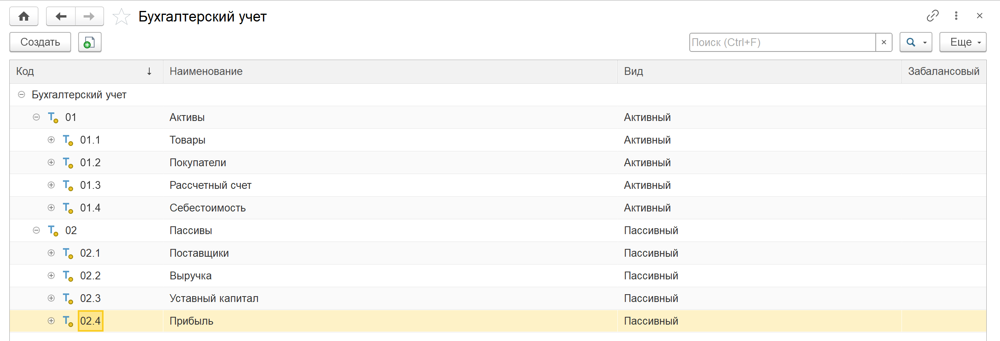 Бухгалтерский учет
Создать Поиск (Ctrl+F) Еще
Код Наименование Вид Забалансовый
Бухгалтерский учет
01 Активы Активный
01.1 Товары Активный
01.2 Покупатели Активный
01.3 Рассчетный счет Активный
01.4 Себестоимость Активный
02 Пассивы Пассивный
02.1 Поставщики Пассивный
02.2 Выручка Пассивный
02.3 Уставный капитал Пассивный
02.4 Прибыль Пассивный